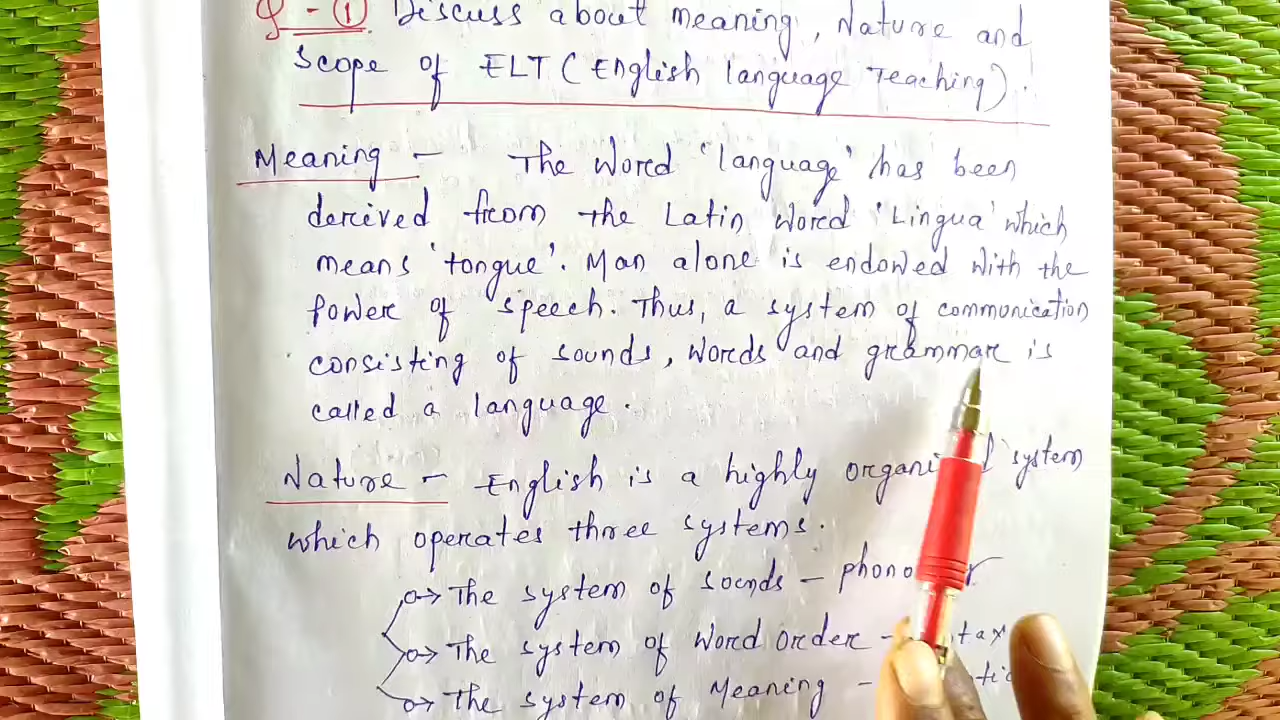 Q-① Discuss about meaning, Nature and
Scope of ELT (English language Teaching).
Meaning - The word 'language' has been
derived from the Latin word 'Lingua' which
means 'tongue'. Man alone is endowed with the
power of speech. Thus, a system of communication
consisting of sounds, words and grammar is
called a language.
Nature - English is a highly system
which operates three systems.
The system of sounds -
The system of word order -
The system of Meaning -